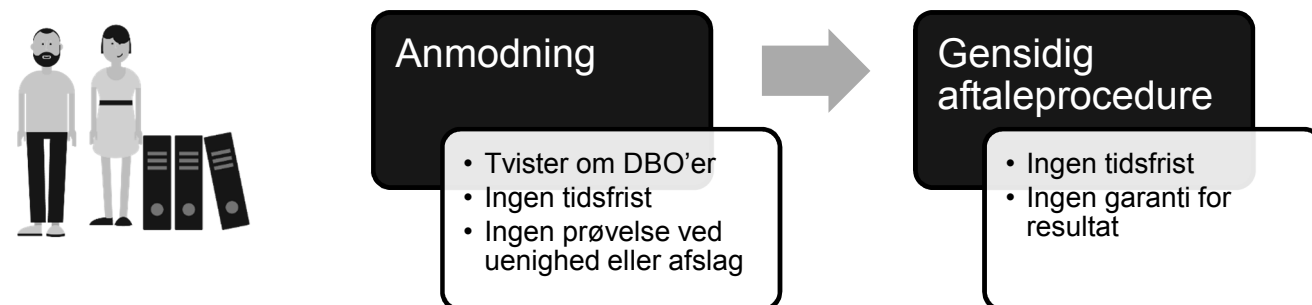 Anmodning
• Tvister om DBO’er
• Ingen tidsfrist
• Ingen prøvelse ved
uenighed eller afslag
Gensidig
aftaleprocedure
• Ingen tidsfrist
• Ingen garanti for
resultat